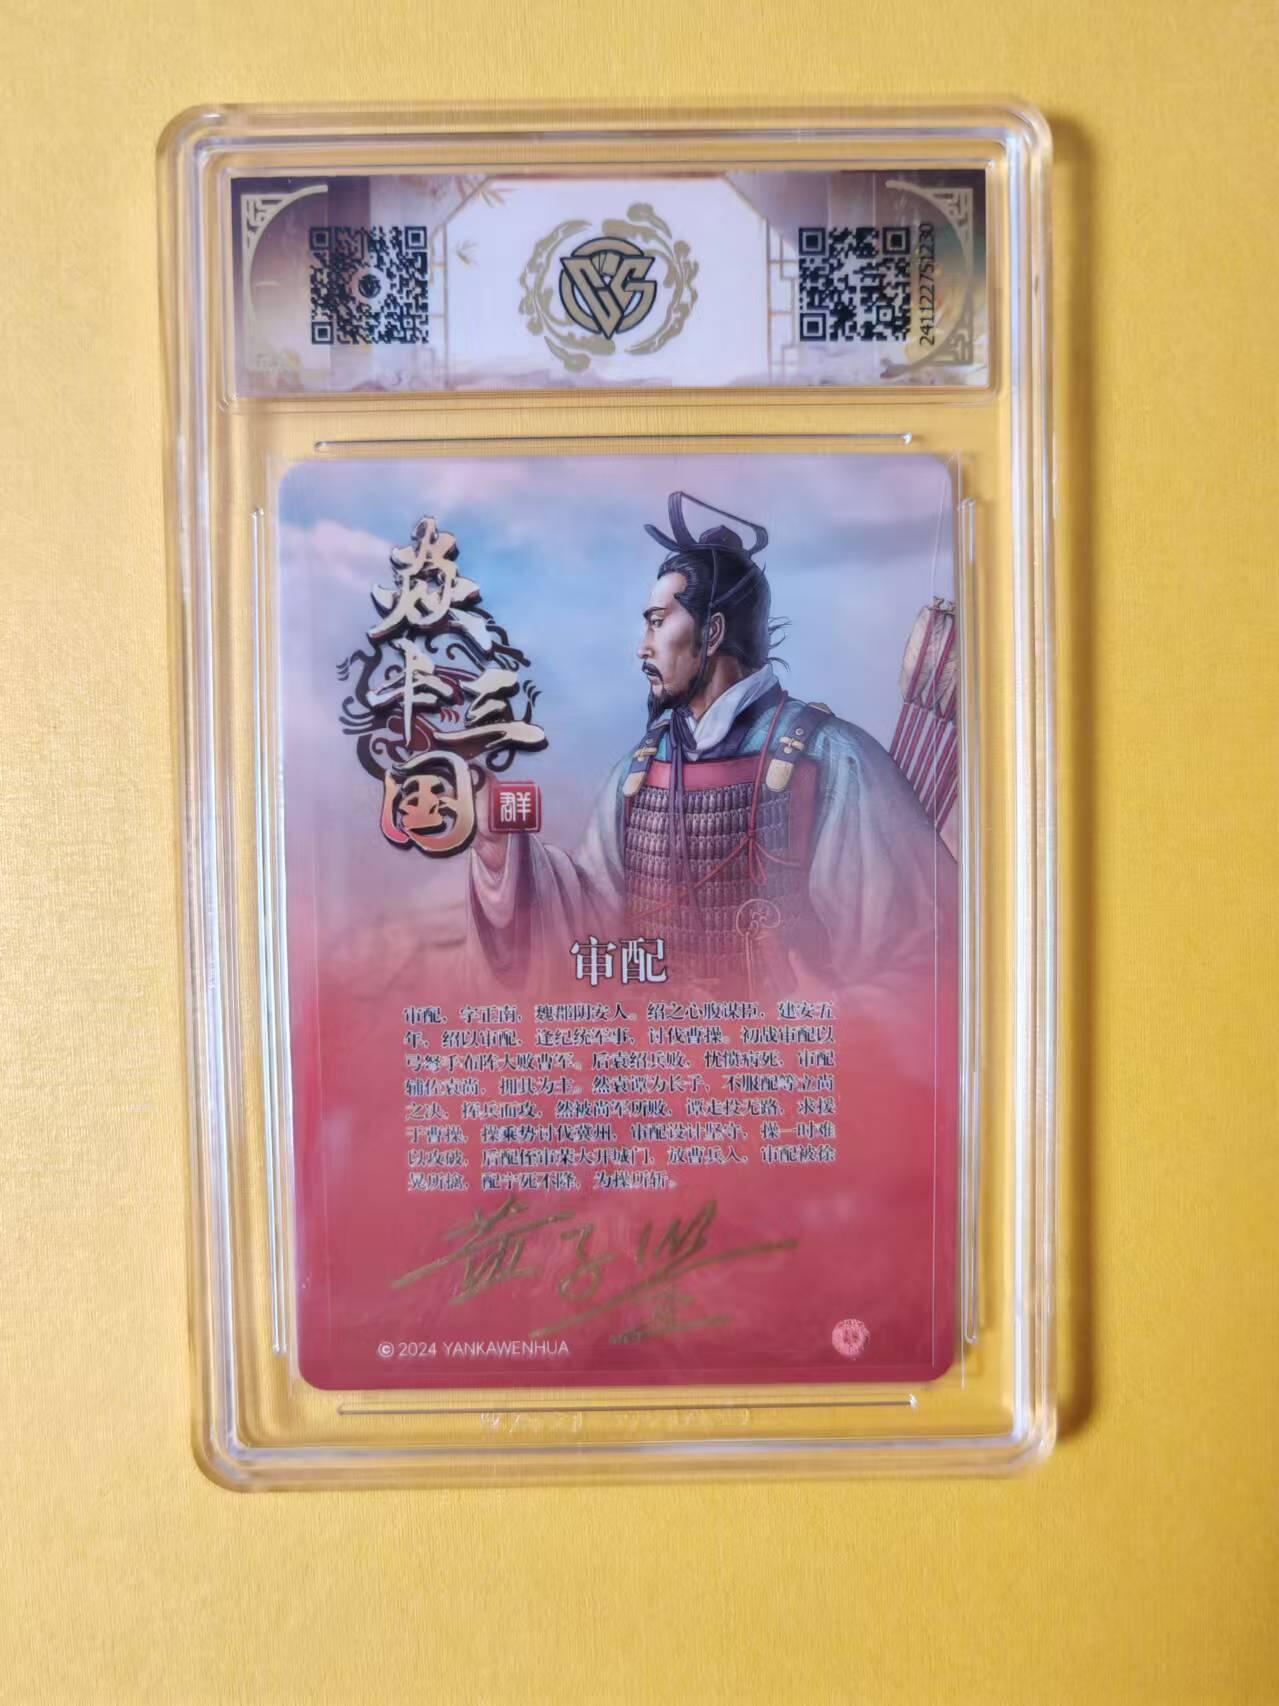 CCS
241122751230
焱卡三国
群
审配
审配，字正南，魏郡阴安人。绍之心腹谋臣，建安五
年，绍以审配，逢纪统军事，讨伐曹操。初战审配以
弓弩手布阵大败曹军。后袁绍兵败，忧愤病死，审配
辅佐袁尚，拥其为主。然袁谭为长子，不服配等立尚
之决，挥兵而攻，然被尚军所败，谭走投无路，求援
于曹操，操乘势讨伐冀州，审配设计坚守，操一时难
以攻破，后配侄审荣大开城门，放曹兵入，审配被徐
晃所擒，配宁死不降，为操所斩。
© 2024 YANKAWENHUA